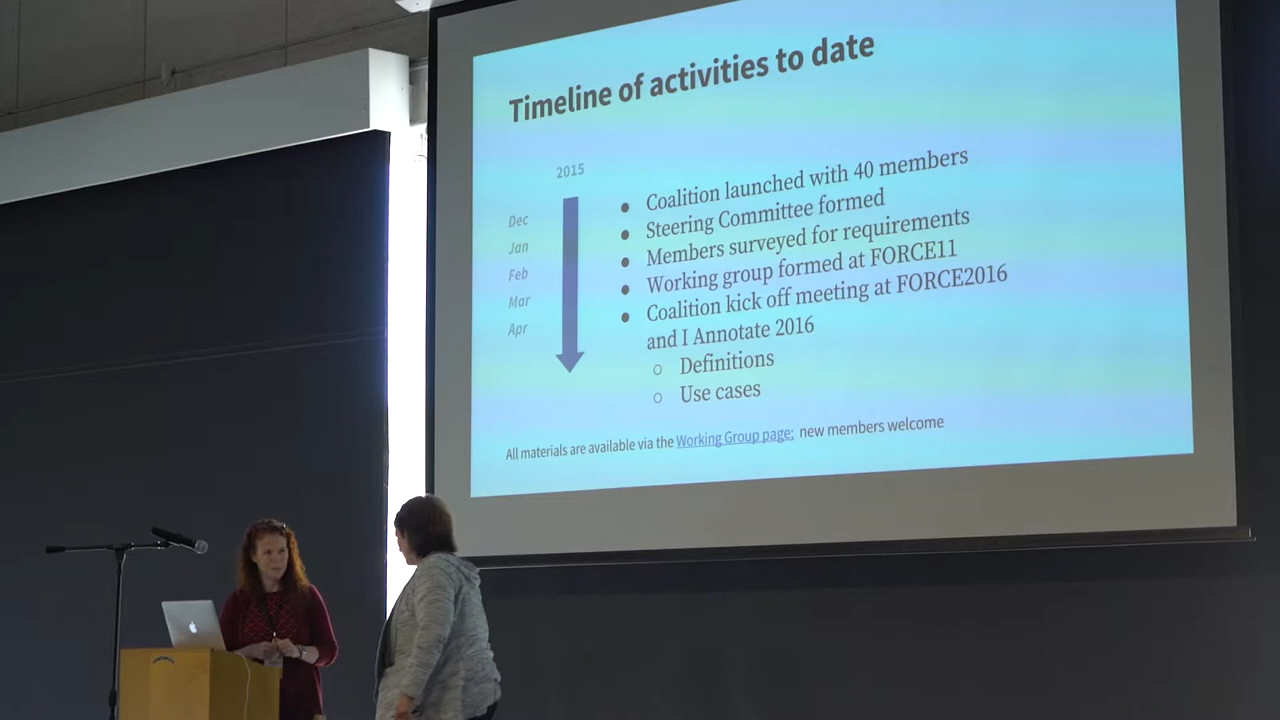 Timeline of activities to date
2015
Dec
Jan
Feb
Mar
Apr
● Coalition launched with 40 members
● Steering Committee formed
● Members surveyed for requirements
● Working group formed at FORCE11
● Coalition kick off meeting at FORCE2016
and I Annotate 2016
○ Definitions
○ Use cases
All materials are available via the Working Group page; new members welcome